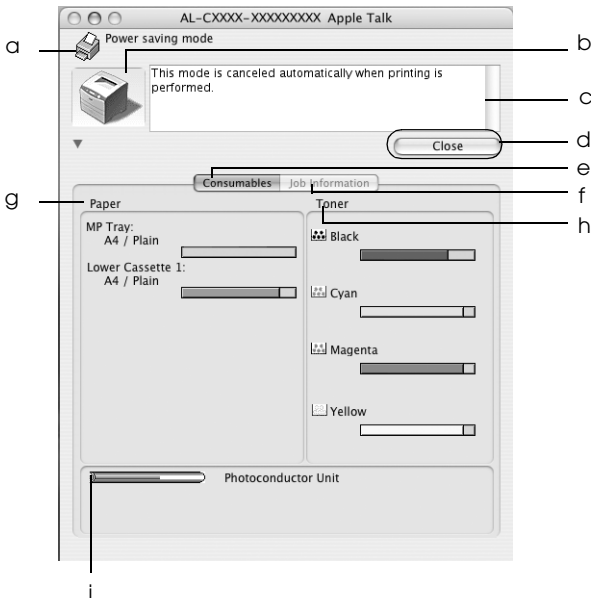 AL-CXXXX-XXXXXXXXX Apple Talk
a
Power saving mode
b
This mode is canceled automatically when printing is
performed.
c
d
Close
e
Consumables
Job Information
f
g
Paper
Toner
h
MP Tray:
A4 / Plain
Black
Lower Cassette 1:
A4 / Plain
Cyan
Magenta
Yellow
Photoconductor Unit
i